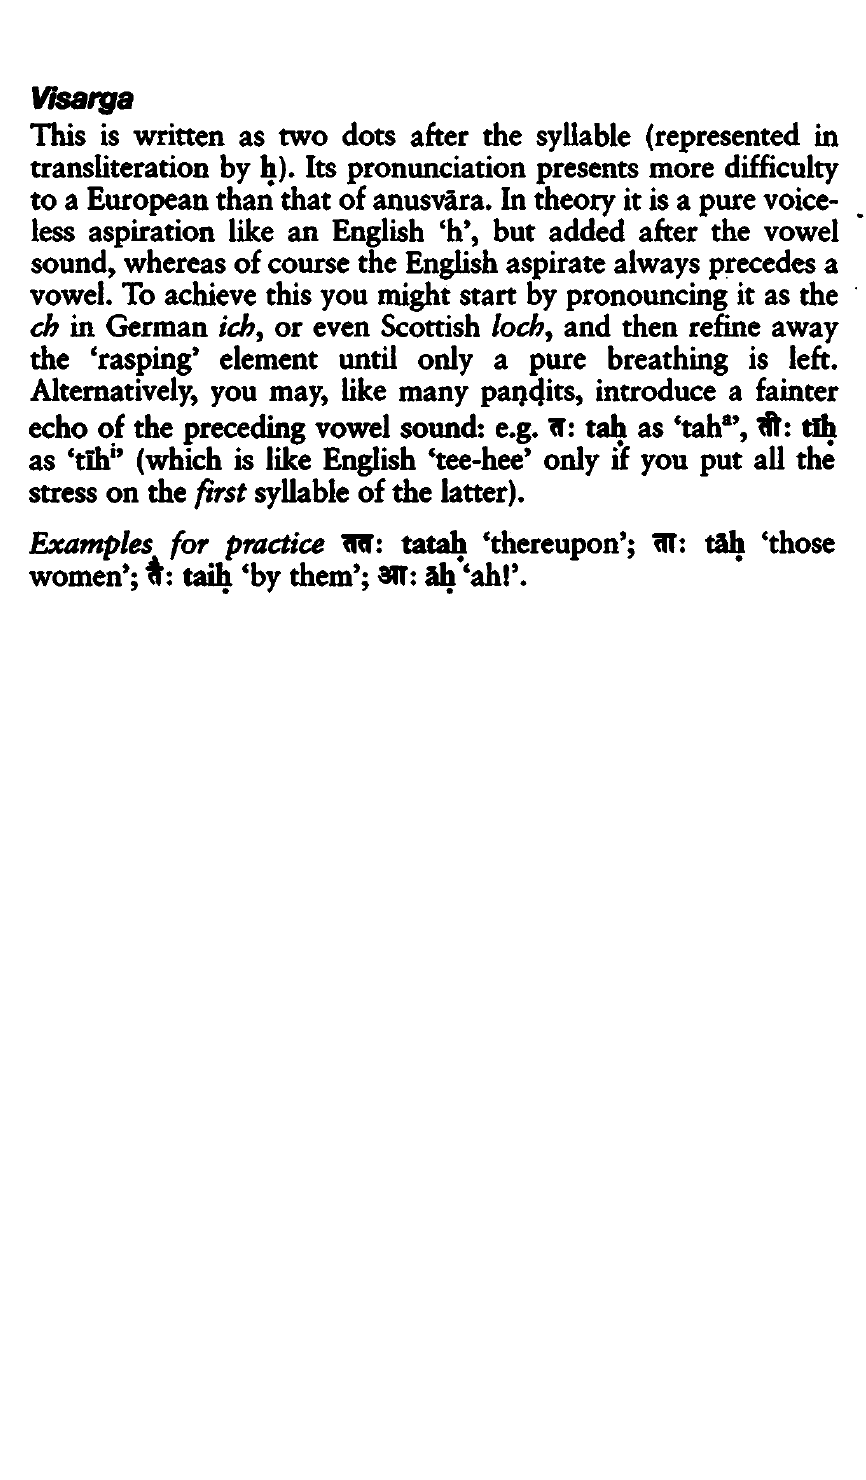 Visarga
This is written as two dots after the syllable (represented in
transliteration by ḥ). Its pronunciation presents more difficulty
to a European than that of anusvāra. In theory it is a pure voice-
less aspiration like an English ‘h’, but added after the vowel
sound, whereas of course the English aspirate always precedes a
vowel. To achieve this you might start by pronouncing it as the
ch in German ich, or even Scottish loch, and then refine away
the ‘rasping’ element until only a pure breathing is left.
Alternatively, you may, like many paṇḍits, introduce a fainter
echo of the preceding vowel sound: e.g. तः taḥ as ‘tahᵃ’, तीः tīḥ
as ‘tīhⁱ’ (which is like English ‘tee-hee’ only if you put all the
stress on the first syllable of the latter).
Examples for practice ततः tataḥ ‘thereupon’; ताः tāḥ ‘those
women’; तैः taiḥ ‘by them’; आः āḥ ‘ah!’.